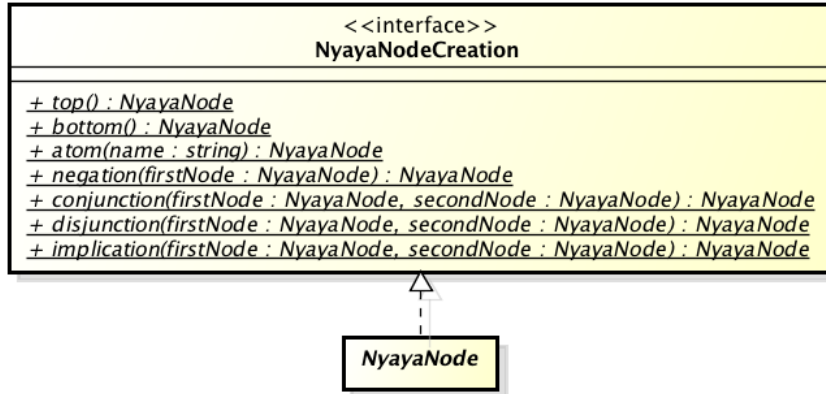 <<interface>>
NyayaNodeCreation
+ top() : NyayaNode
+ bottom() : NyayaNode
+ atom(name : string) : NyayaNode
+ negation(firstNode : NyayaNode) : NyayaNode
+ conjunction(firstNode : NyayaNode, secondNode : NyayaNode) : NyayaNode
+ disjunction(firstNode : NyayaNode, secondNode : NyayaNode) : NyayaNode
+ implication(firstNode : NyayaNode, secondNode : NyayaNode) : NyayaNode
NyayaNode